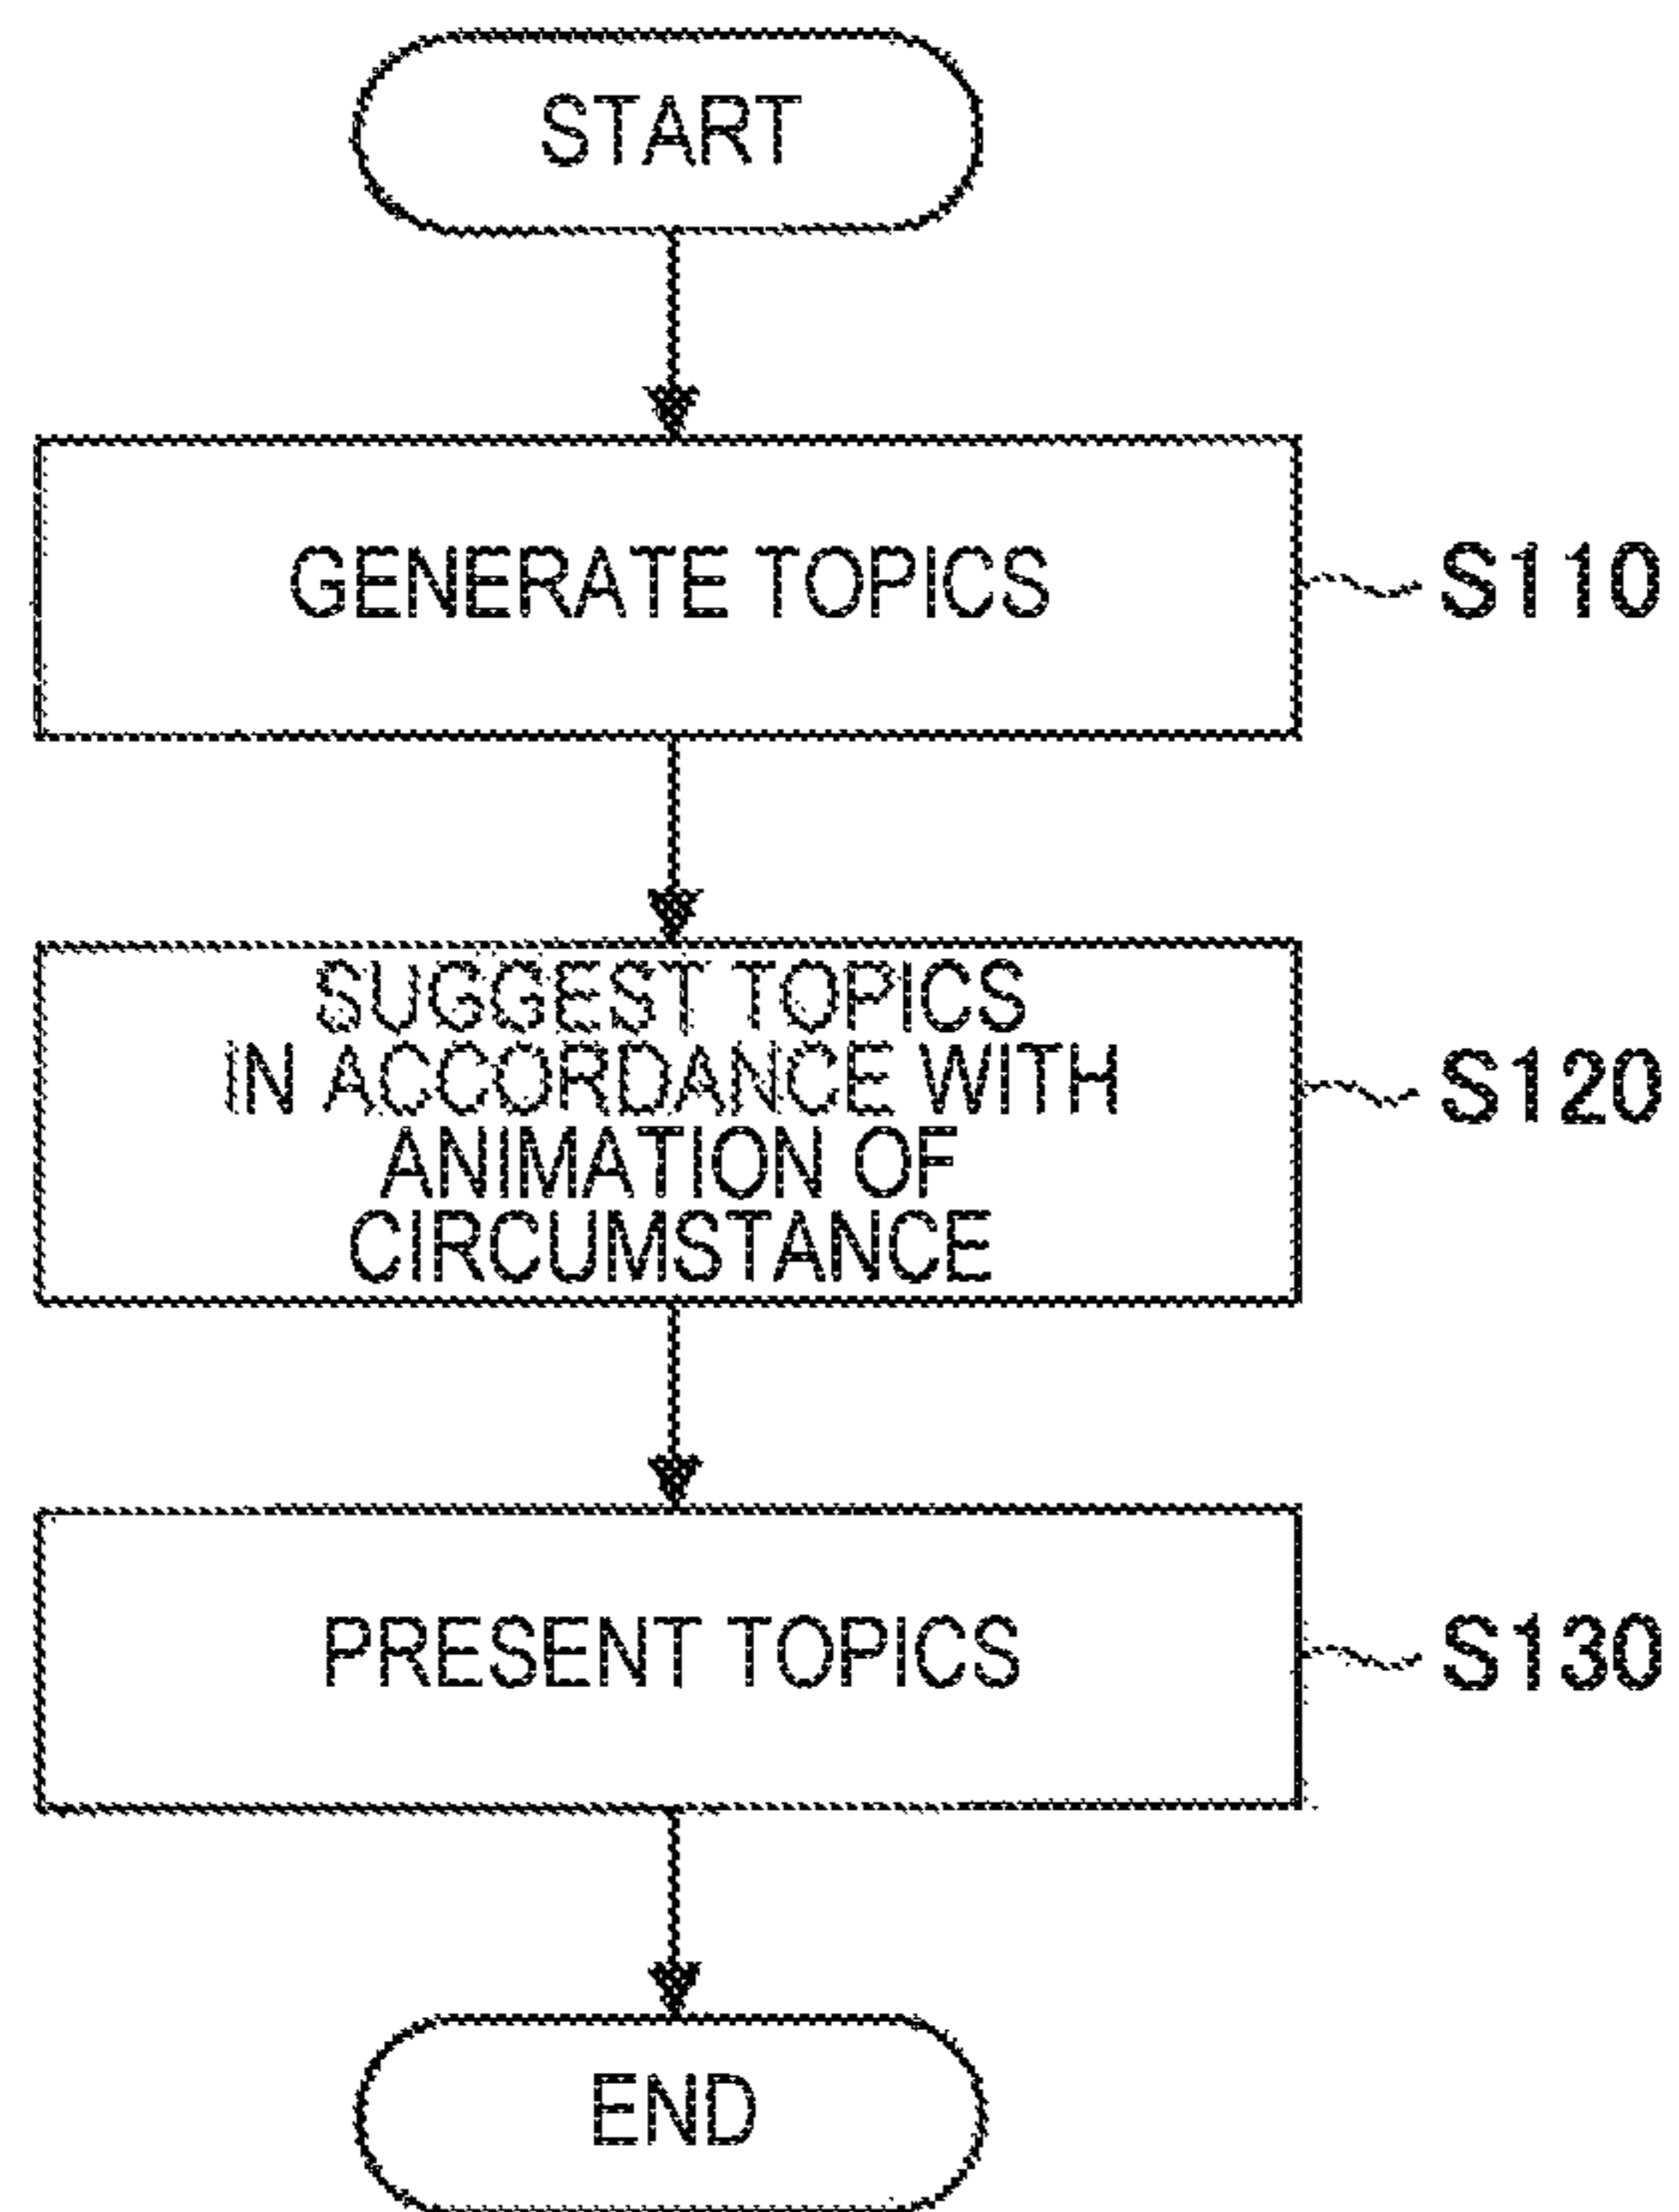 START
GENERATE TOPICS
S110
SUGGEST TOPICS
IN ACCORDANCE WITH
ANIMATION OF
CIRCUMSTANCE
S120
PRESENT TOPICS
S130
END